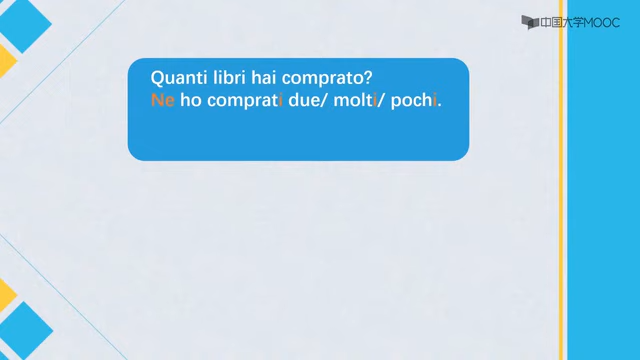 中国大学MOOC
Quanti libri hai comprato?
Ne ho comprati due/ molti/ pochi.